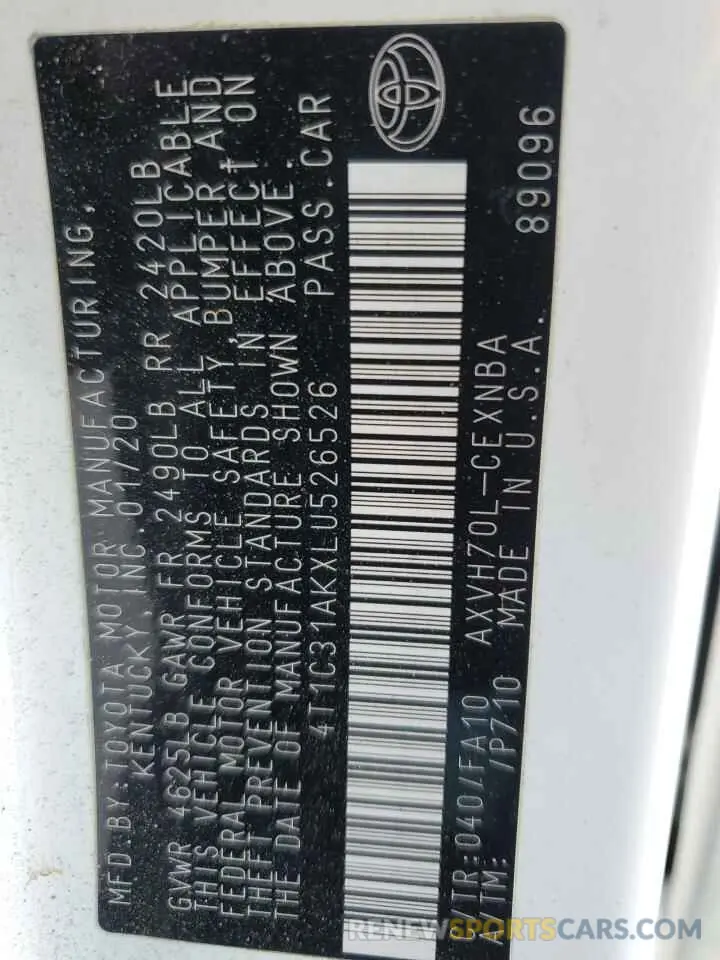 MFD.BY:TOYOTA MOTOR MANUFACTURING,
KENTUCKY,INC.01/20
GVWR 4625LB GAWR FR 2490LB RR 2420LB
THIS VEHICLE CONFORMS TO ALL APPLICABLE
FEDERAL MOTOR VEHICLE SAFETY,BUMPER AND
THEFT PREVENTION STANDARDS IN EFFECT ON
THE DATE OF MANUFACTURE SHOWN ABOVE.
4T1C31AKXLU526526 PASS.CAR
C/TR:040/FA10 AXVH70L-CEXNBA
A/TM: /P710 MADE IN U.S.A. 89096
RENEWSPORTSCARS.COM